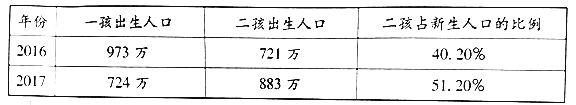 年份 一孩出生人口 二孩出生人口 二孩占新生人口的比例
2016 973万 721万 40.20%
2017 724万 883万 51.20%